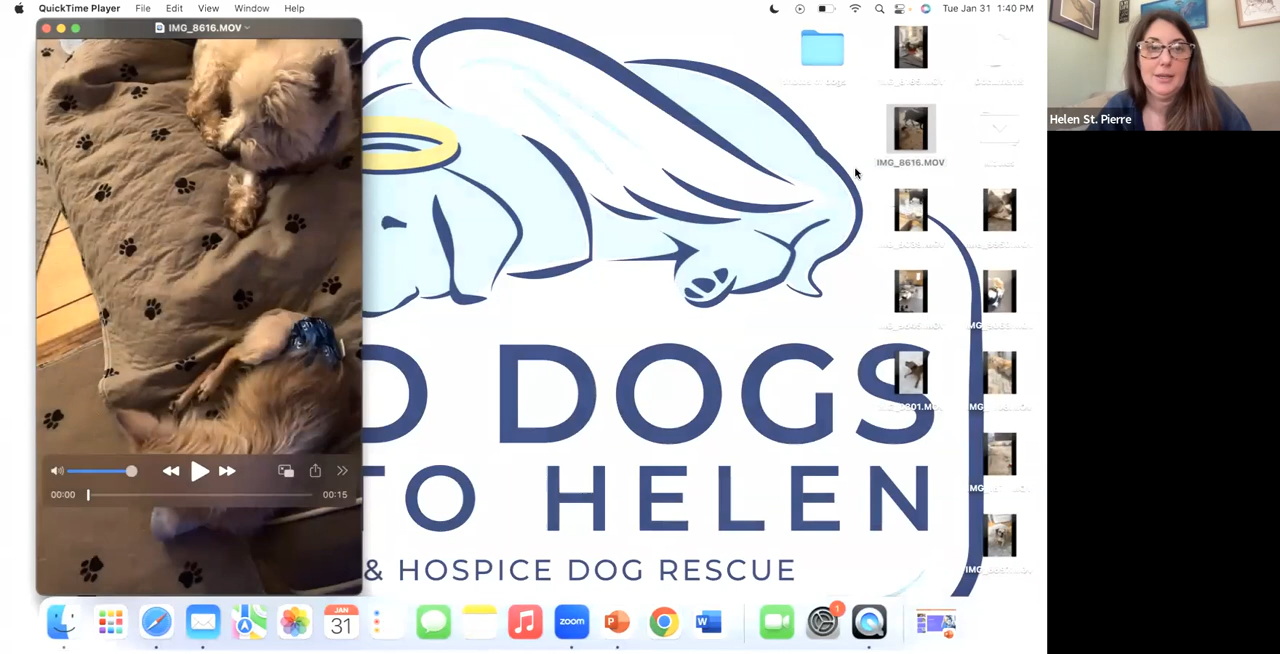 QuickTime Player File Edit View Window Help
Tue Jan 31 1:40 PM
IMG_8616.MOV
IMG_8616.MOV
Helen St. Pierre
D DOGS
TO HELEN
& HOSPICE DOG RESCUE
00:00
00:15
JAN
31
zoom
P
W
1